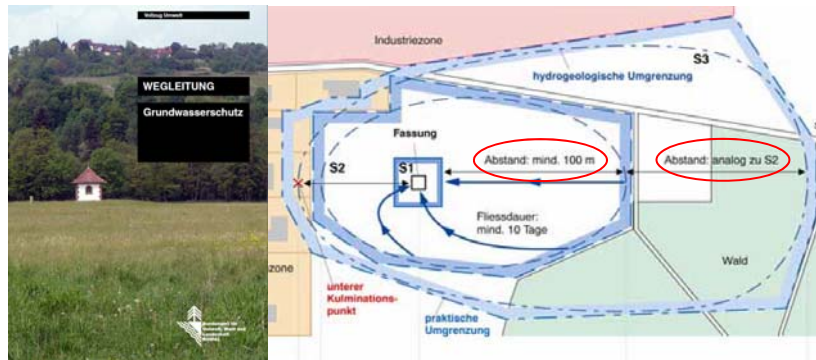 Vollzug Umwelt
WEGLEITUNG
Grundwasserschutz
Industriezone
S3
hydrogeologische Umgrenzung
Fassung
S2
S1
Abstand: mind. 100 m
Abstand: analog zu S2
Fliessdauer:
mind. 10 Tage
zone
Wald
unterer
Kulminations-
punkt
praktische
Umgrenzung